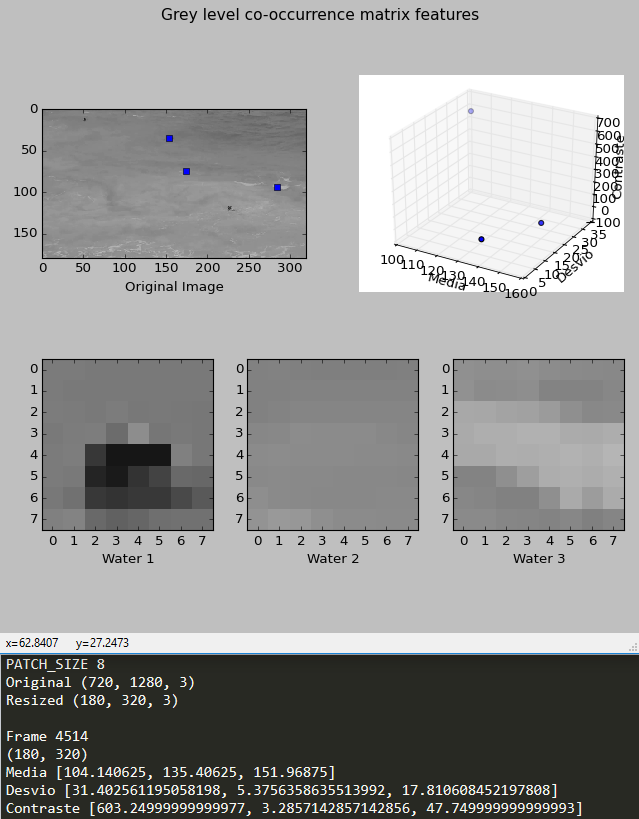 Grey level co-occurrence matrix features
0
50
100
150
0 50 100 150 200 250 300
Original Image
700
600
500
400
300
200
100
0
-100
Contraste
35
30
25
20
15
10
5
0
Desvio
100 110 120 130 140 150 160
Media
0
1
2
3
4
5
6
7
0 1 2 3 4 5 6 7
Water 1
0
1
2
3
4
5
6
7
0 1 2 3 4 5 6 7
Water 2
0
1
2
3
4
5
6
7
0 1 2 3 4 5 6 7
Water 3
x=62.8407 y=27.2473
PATCH_SIZE 8
Original (720, 1280, 3)
Resized (180, 320, 3)
Frame 4514
(180, 320)
Media [104.140625, 135.40625, 151.96875]
Desvio [31.402561195058198, 5.3756358635513992, 17.810608452197808]
Contraste [603.24999999999977, 3.2857142857142856, 47.749999999999993]